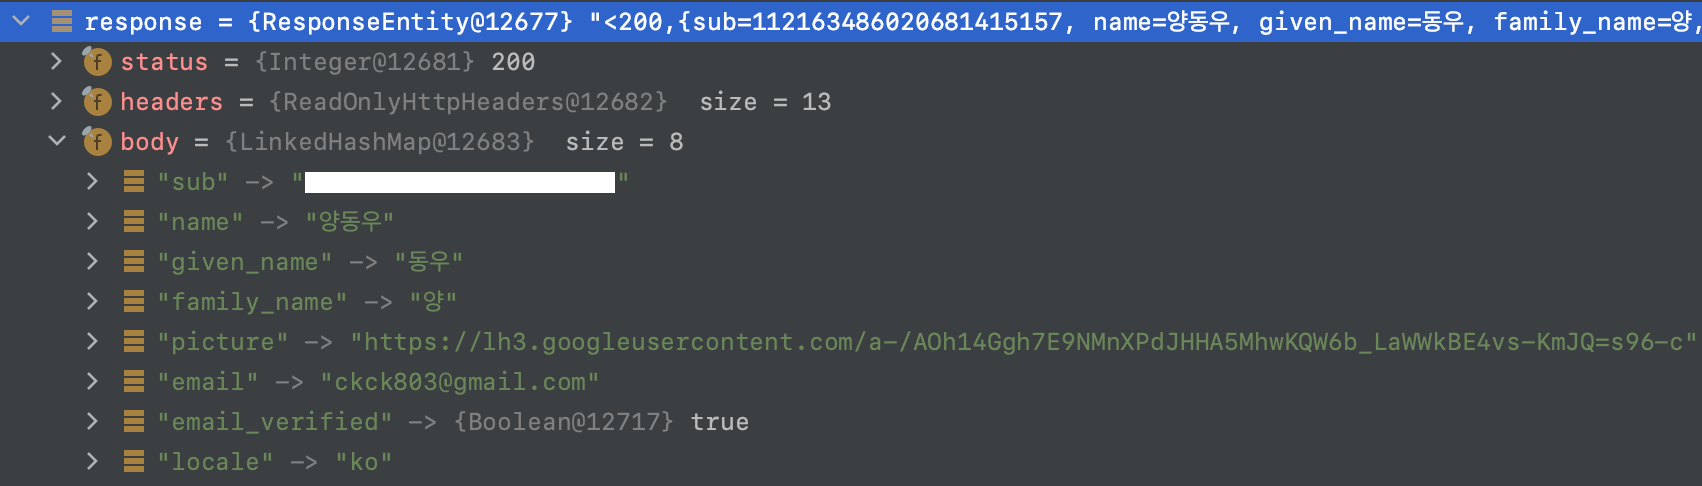 response = {ResponseEntity@12677} "<200,{sub=112163486020681415157, name=양동우, given_name=동우, family_name=양,
f status = {Integer@12681} 200
f headers = {ReadOnlyHttpHeaders@12682} size = 13
f body = {LinkedHashMap@12683} size = 8
"sub" -> ""
"name" -> "양동우"
"given_name" -> "동우"
"family_name" -> "양"
"picture" -> "https://lh3.googleusercontent.com/a-/AOh14Ggh7E9NMnXPdJHHA5MhwKQW6b_LaWWkBE4vs-KmJQ=s96-c"
"email" -> "ckck803@gmail.com"
"email_verified" -> {Boolean@12717} true
"locale" -> "ko"